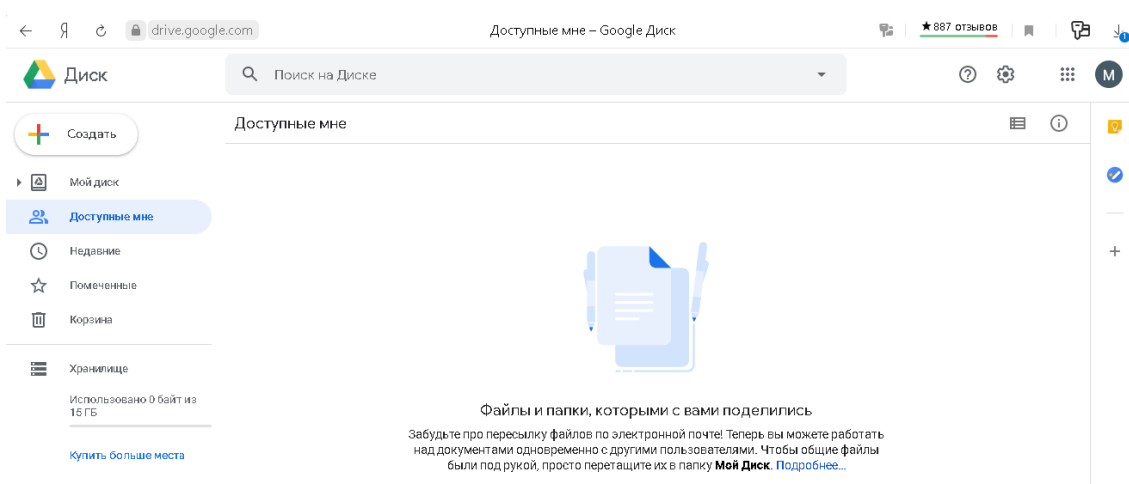 Я drive.google.com Доступные мне – Google Диск ★ 887 отзывов 1
Диск Поиск на Диске М
Создать
Доступные мне
Мой диск
Доступные мне
Недавние
Помеченные
Корзина
Хранилище
Использовано 0 байт из
15 ГБ
Купить больше места
Файлы и папки, которыми с вами поделились
Забудьте про пересылку файлов по электронной почте! Теперь вы можете работать
над документами одновременно с другими пользователями. Чтобы общие файлы
были под рукой, просто перетащите их в папку Мой Диск. Подробнее...